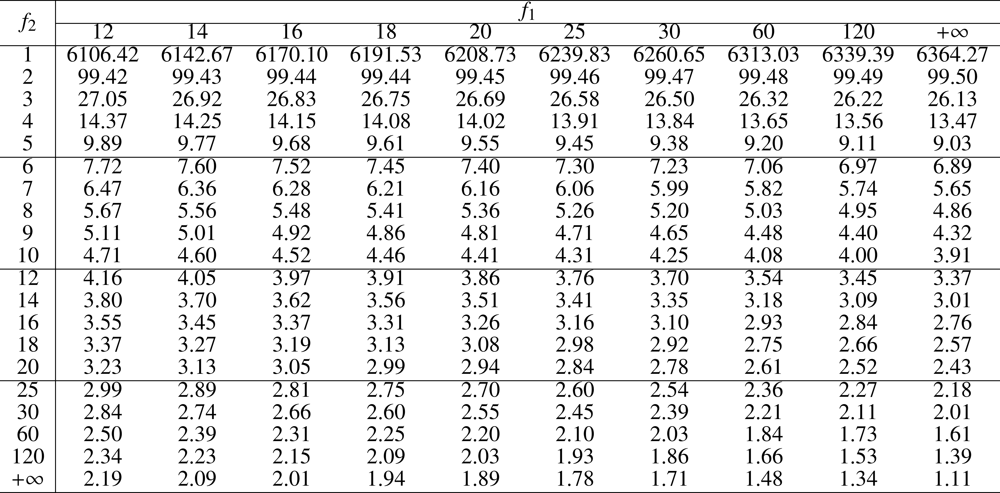 f₂ f₁
12 14 16 18 20 25 30 60 120 +∞
1 6106.42 6142.67 6170.10 6191.53 6208.73 6239.83 6260.65 6313.03 6339.39 6364.27
2 99.42 99.43 99.44 99.44 99.45 99.46 99.47 99.48 99.49 99.50
3 27.05 26.92 26.83 26.75 26.69 26.58 26.50 26.32 26.22 26.13
4 14.37 14.25 14.15 14.08 14.02 13.91 13.84 13.65 13.56 13.47
5 9.89 9.77 9.68 9.61 9.55 9.45 9.38 9.20 9.11 9.03
6 7.72 7.60 7.52 7.45 7.40 7.30 7.23 7.06 6.97 6.89
7 6.47 6.36 6.28 6.21 6.16 6.06 5.99 5.82 5.74 5.65
8 5.67 5.56 5.48 5.41 5.36 5.26 5.20 5.03 4.95 4.86
9 5.11 5.01 4.92 4.86 4.81 4.71 4.65 4.48 4.40 4.32
10 4.71 4.60 4.52 4.46 4.41 4.31 4.25 4.08 4.00 3.91
12 4.16 4.05 3.97 3.91 3.86 3.76 3.70 3.54 3.45 3.37
14 3.80 3.70 3.62 3.56 3.51 3.41 3.35 3.18 3.09 3.01
16 3.55 3.45 3.37 3.31 3.26 3.16 3.10 2.93 2.84 2.76
18 3.37 3.27 3.19 3.13 3.08 2.98 2.92 2.75 2.66 2.57
20 3.23 3.13 3.05 2.99 2.94 2.84 2.78 2.61 2.52 2.43
25 2.99 2.89 2.81 2.75 2.70 2.60 2.54 2.36 2.27 2.18
30 2.84 2.74 2.66 2.60 2.55 2.45 2.39 2.21 2.11 2.01
60 2.50 2.39 2.31 2.25 2.20 2.10 2.03 1.84 1.73 1.61
120 2.34 2.23 2.15 2.09 2.03 1.93 1.86 1.66 1.53 1.39
+∞ 2.19 2.09 2.01 1.94 1.89 1.78 1.71 1.48 1.34 1.11